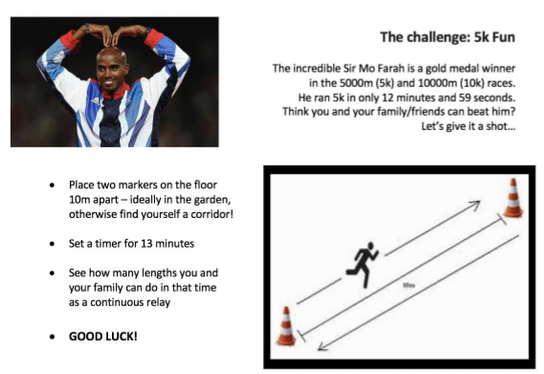 The challenge: 5k Fun
The incredible Sir Mo Farah is a gold medal winner
in the 5000m (5k) and 10000m (10k) races.
He ran 5k in only 12 minutes and 59 seconds.
Think you and your family/friends can beat him?
Let's give it a shot...
• Place two markers on the floor
10m apart – ideally in the garden,
otherwise find yourself a corridor!
• Set a timer for 13 minutes
• See how many lengths you and
your family can do in that time
as a continuous relay
• GOOD LUCK!